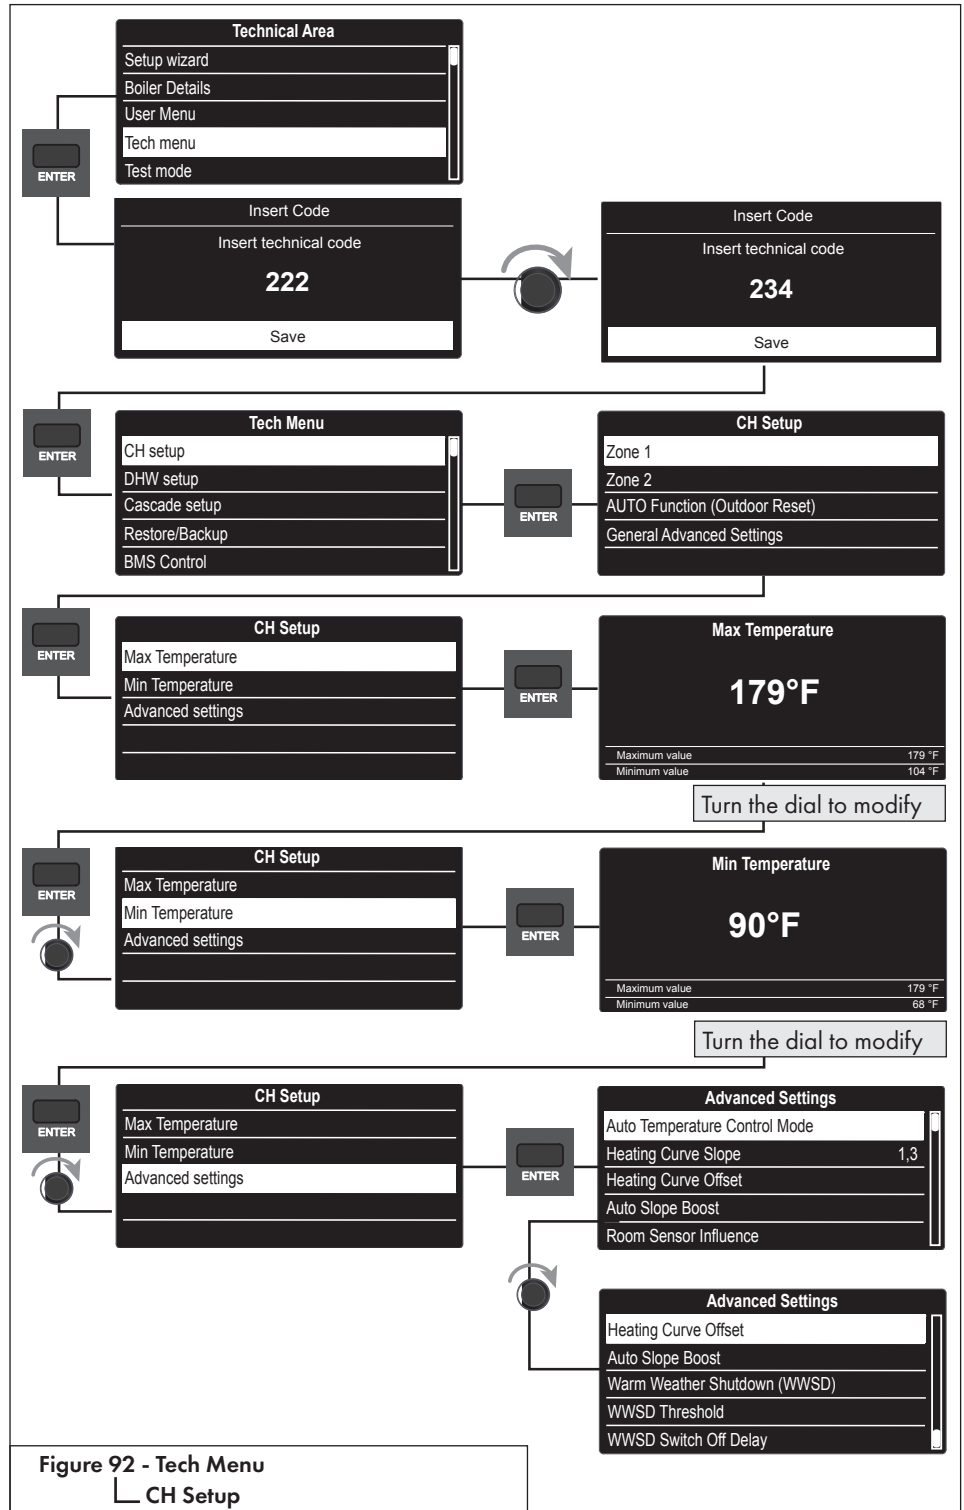 Technical Area
Setup wizard
Boiler Details
User Menu
Tech menu
Test mode
ENTER
Insert Code
Insert technical code
222
Save
Insert Code
Insert technical code
234
Save
ENTER
Tech Menu
CH setup
DHW setup
Cascade setup
Restore/Backup
BMS Control
ENTER
CH Setup
Zone 1
Zone 2
AUTO Function (Outdoor Reset)
General Advanced Settings
ENTER
CH Setup
Max Temperature
Min Temperature
Advanced settings
ENTER
Max Temperature
179°F
Maximum value 179 °F
Minimum value 104 °F
Turn the dial to modify
ENTER
CH Setup
Max Temperature
Min Temperature
Advanced settings
ENTER
Min Temperature
90°F
Maximum value 179 °F
Minimum value 68 °F
Turn the dial to modify
ENTER
CH Setup
Max Temperature
Min Temperature
Advanced settings
ENTER
Advanced Settings
Auto Temperature Control Mode
Heating Curve Slope 1,3
Heating Curve Offset
Auto Slope Boost
Room Sensor Influence
Advanced Settings
Heating Curve Offset
Auto Slope Boost
Warm Weather Shutdown (WWSD)
WWSD Threshold
WWSD Switch Off Delay
Figure 92 - Tech Menu
CH Setup